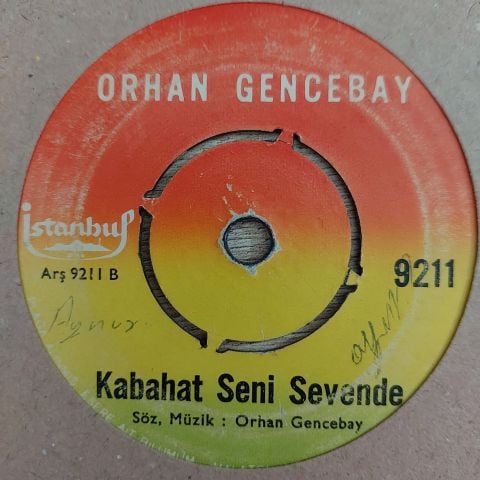 ORHAN GENCEBAY
İstanbul
Arş 9211 B
9211
Kabahat Seni Sevende
Söz, Müzik : Orhan Gencebay